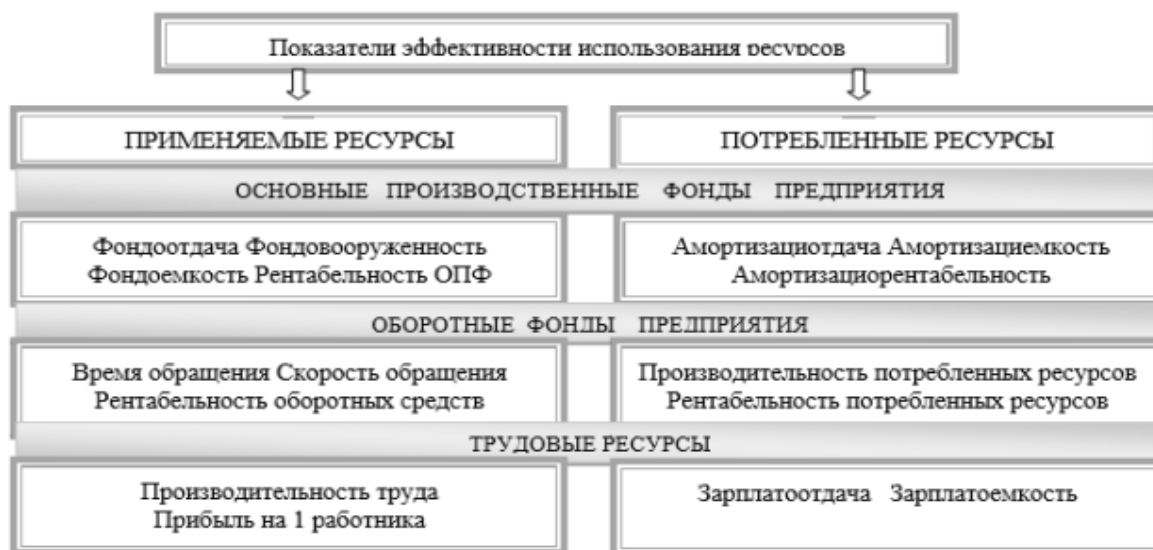 Показатели эффективности использования ресурсов
ПРИМЕНЯЕМЫЕ РЕСУРСЫ
ПОТРЕБЛЕННЫЕ РЕСУРСЫ
ОСНОВНЫЕ ПРОИЗВОДСТВЕННЫЕ ФОНДЫ ПРЕДПРИЯТИЯ
Фондоотдача Фондовооруженность
Фондоемкость Рентабельность ОПФ
Амортизациотдача Амортизациемкость
Амортизациорентабельность
ОБОРОТНЫЕ ФОНДЫ ПРЕДПРИЯТИЯ
Время обращения Скорость обращения
Рентабельность оборотных средств
Производительность потребленных ресурсов
Рентабельность потребленных ресурсов
ТРУДОВЫЕ РЕСУРСЫ
Производительность труда
Прибыль на 1 работника
Зарплатоотдача Зарплатоемкость